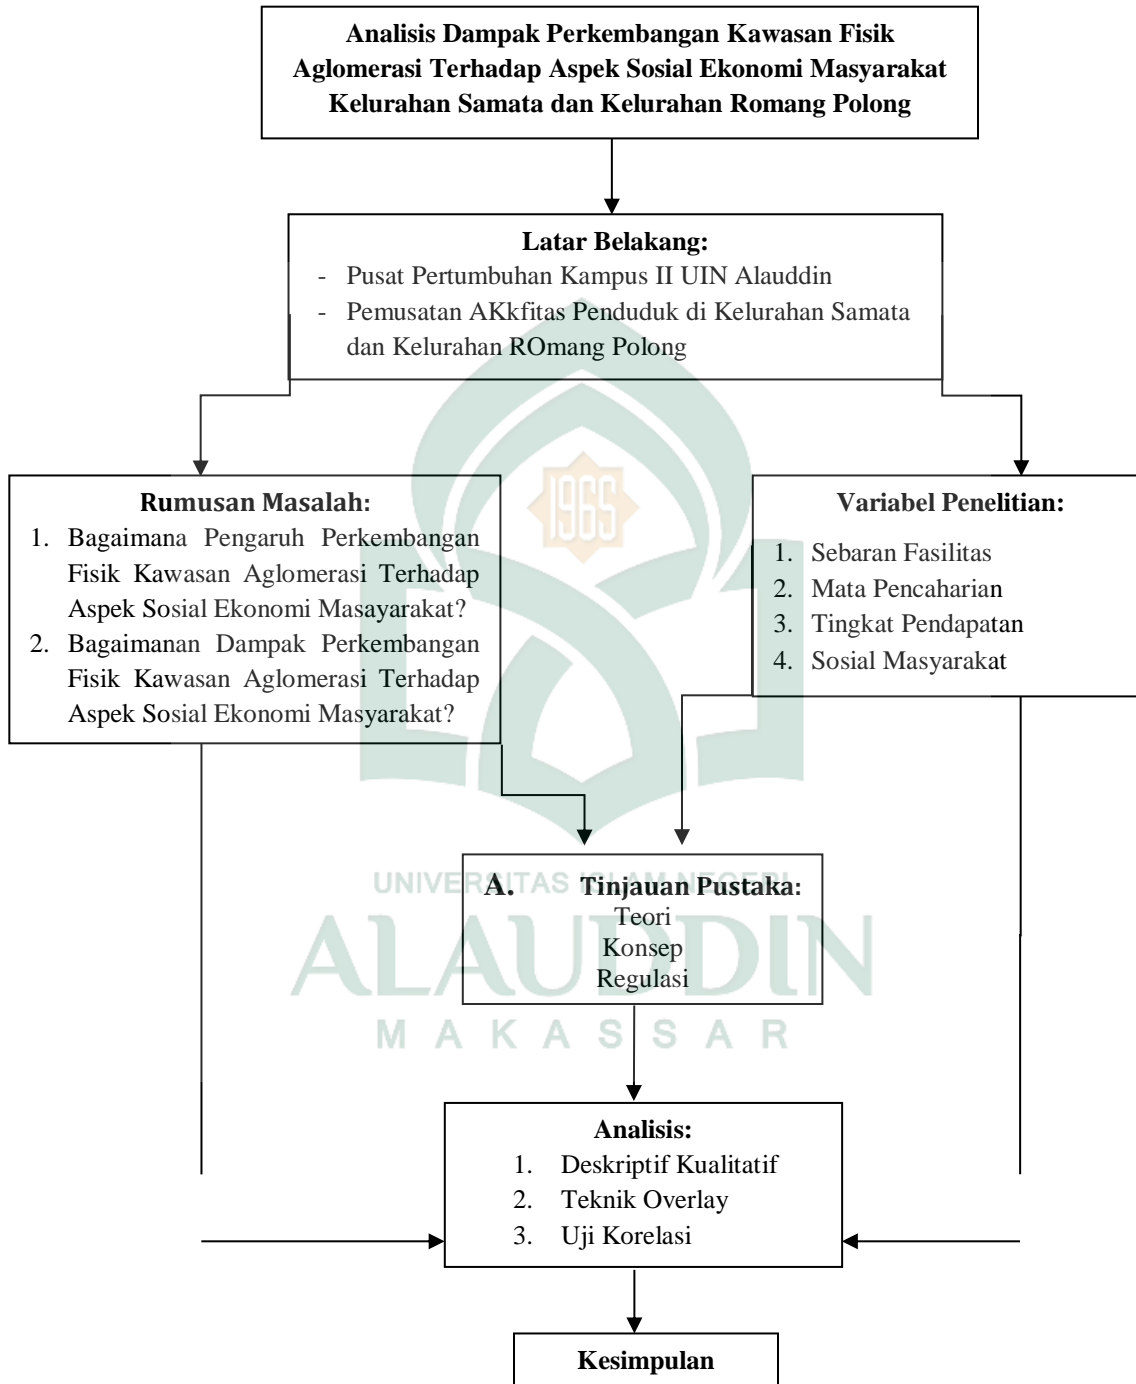 Analisis Dampak Perkembangan Kawasan Fisik
Aglomerasi Terhadap Aspek Sosial Ekonomi Masyarakat
Kelurahan Samata dan Kelurahan Romang Polong
Latar Belakang:
- Pusat Pertumbuhan Kampus II UIN Alauddin
- Pemusatan AKkfitas Penduduk di Kelurahan Samata
dan Kelurahan ROmang Polong
Rumusan Masalah:
1. Bagaimana Pengaruh Perkembangan
Fisik Kawasan Aglomerasi Terhadap
Aspek Sosial Ekonomi Masayarakat?
2. Bagaimanan Dampak Perkembangan
Fisik Kawasan Aglomerasi Terhadap
Aspek Sosial Ekonomi Masyarakat?
Variabel Penelitian:
1. Sebaran Fasilitas
2. Mata Pencaharian
3. Tingkat Pendapatan
4. Sosial Masyarakat
1965
A. Tinjauan Pustaka:
Teori
Konsep
Regulasi
UNIVERSITAS ISLAM NEGERI
ALAUDDIN
MAKASSAR
Analisis:
1. Deskriptif Kualitatif
2. Teknik Overlay
3. Uji Korelasi
Kesimpulan